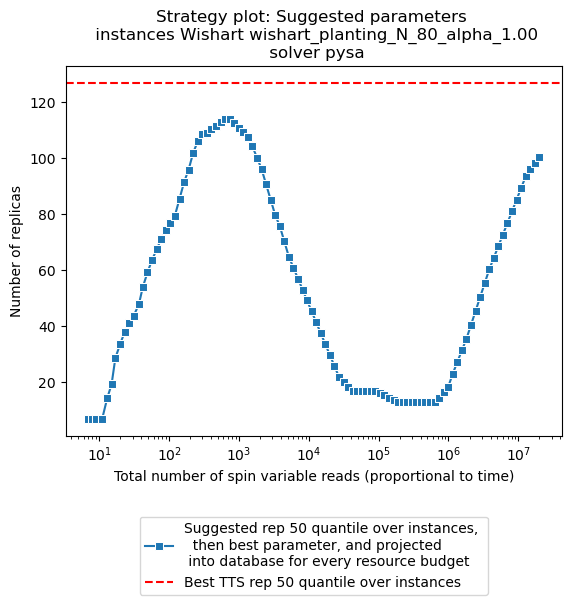 Strategy plot: Suggested parameters
instances Wishart wishart_planting_N_80_alpha_1.00
solver pysa
Number of replicas
120
100
80
60
40
20
10¹ 10² 10³ 10⁴ 10⁵ 10⁶ 10⁷
Total number of spin variable reads (proportional to time)
Suggested rep 50 quantile over instances,
then best parameter, and projected
into database for every resource budget
Best TTS rep 50 quantile over instances